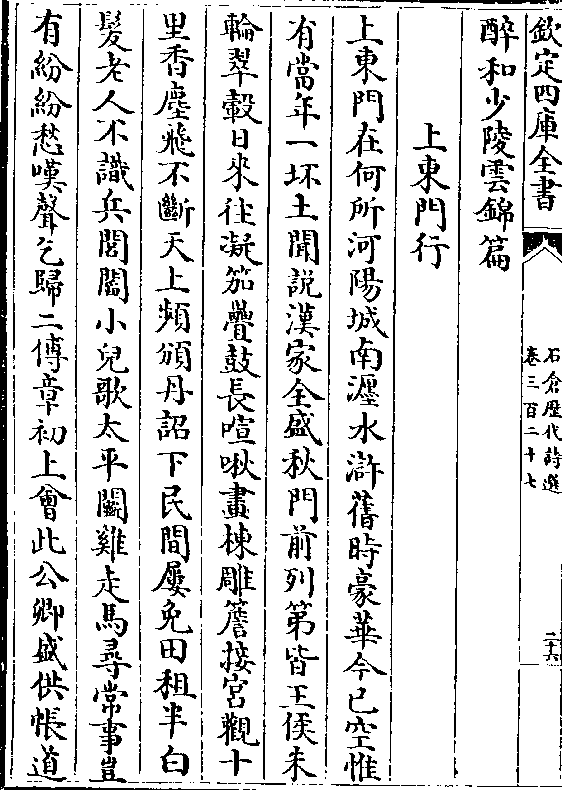 欽定四庫全書
石倉歷代詩選
卷三百二十七
二十六
醉和少陵雲錦篇
上東門行
上東門在何所河陽城南瀍水滸舊時豪華今已空惟
有當年一坏土聞說漢家全盛秋門前列第皆王侯朱
輪翠轂日來往凝笳疊鼓長喧啾畫棟雕簷接宮觀十
里香塵飛不斷天上頻頒丹詔下民間屢免田租半白
髮老人不識兵閭閻小兒歌太平鬭雞走馬尋常事豈
有紛紛愁嘆聲乞歸二傅章初上會此公卿盛供帳道